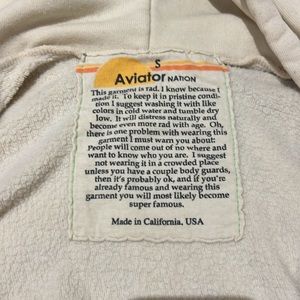 S
Aviator NATION
This garment is rad. I know because I
made it. To keep it in pristine condi-
tion I suggest washing it with like
colors in cold water and tumble dry
low. It will distress naturally and
become even more rad with age. Oh,
there is one problem with wearing this
garment I must warn you about:
People will come out of no where and
want to know who you are. I suggest
not wearing it in a crowded place
unless you have a couple body guards,
then it's probably ok, and if you're
already famous and wearing this
garment you will most likely become
super famous.
Made in California, USA